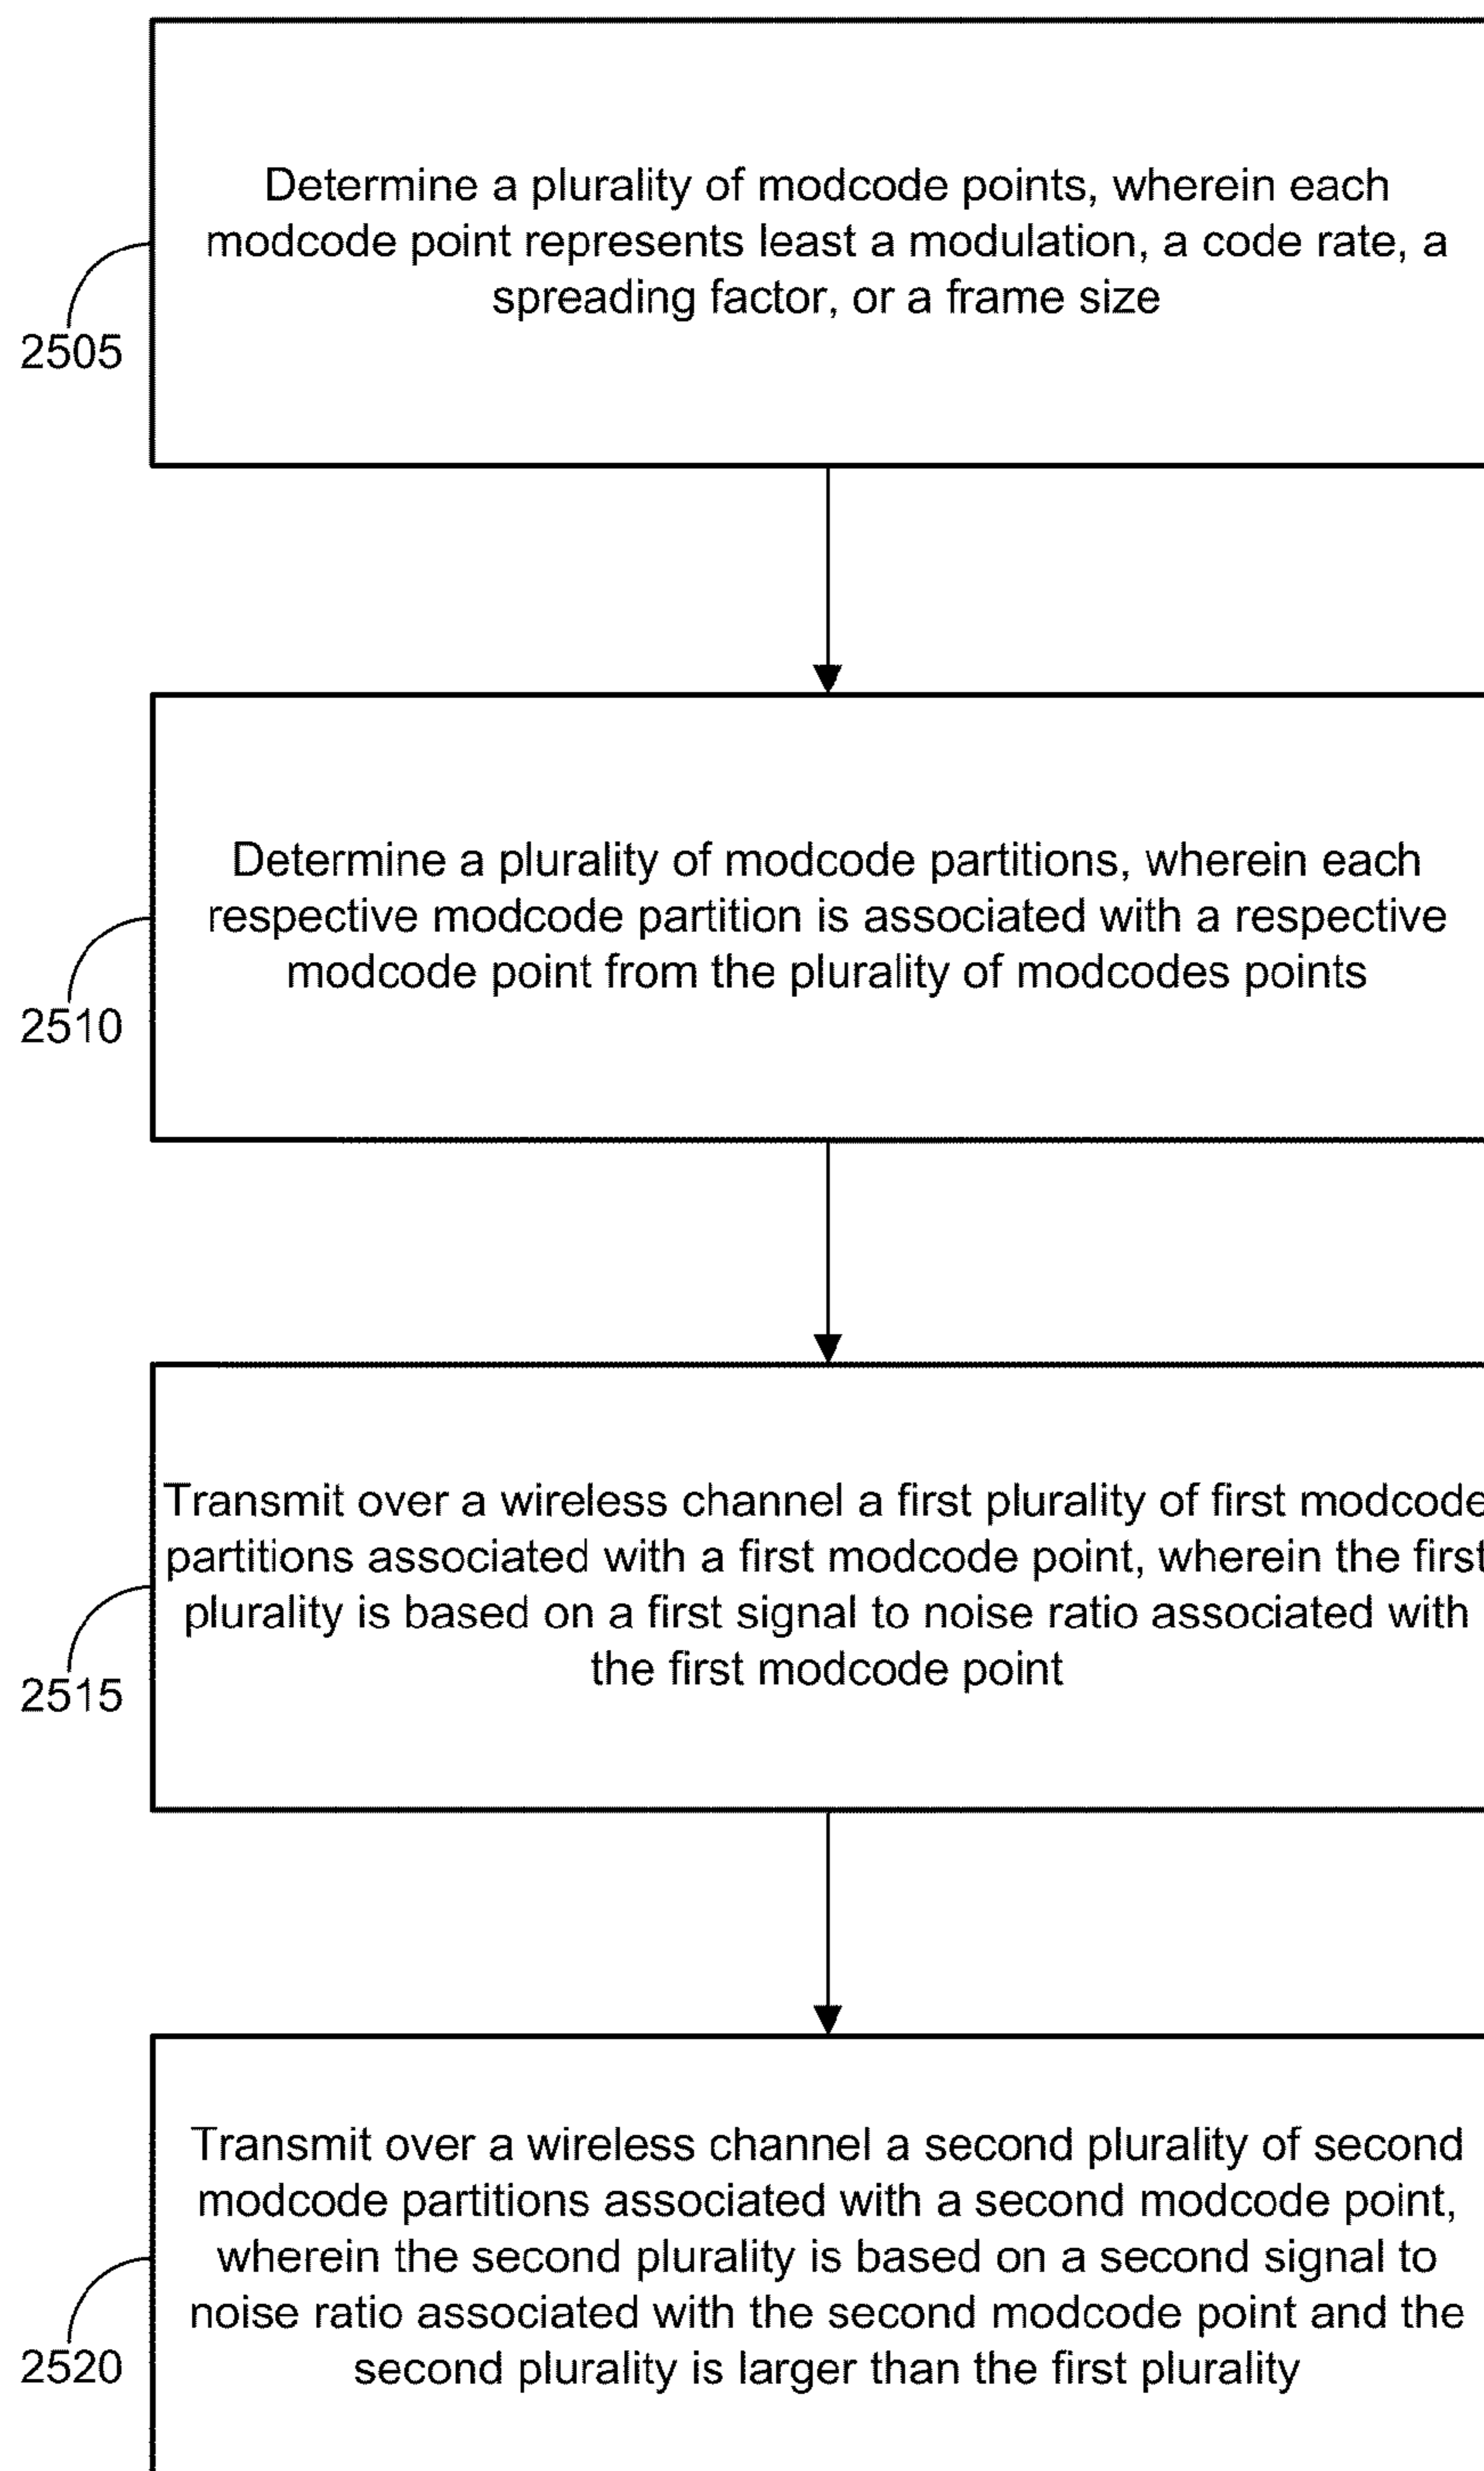 Determine a plurality of modcode points, wherein each
modcode point represents least a modulation, a code rate, a
spreading factor, or a frame size
2505
Determine a plurality of modcode partitions, wherein each
respective modcode partition is associated with a respective
modcode point from the plurality of modcodes points
2510
Transmit over a wireless channel a first plurality of first modcode
partitions associated with a first modcode point, wherein the first
plurality is based on a first signal to noise ratio associated with
the first modcode point
2515
Transmit over a wireless channel a second plurality of second
modcode partitions associated with a second modcode point,
wherein the second plurality is based on a second signal to
noise ratio associated with the second modcode point and the
second plurality is larger than the first plurality
2520